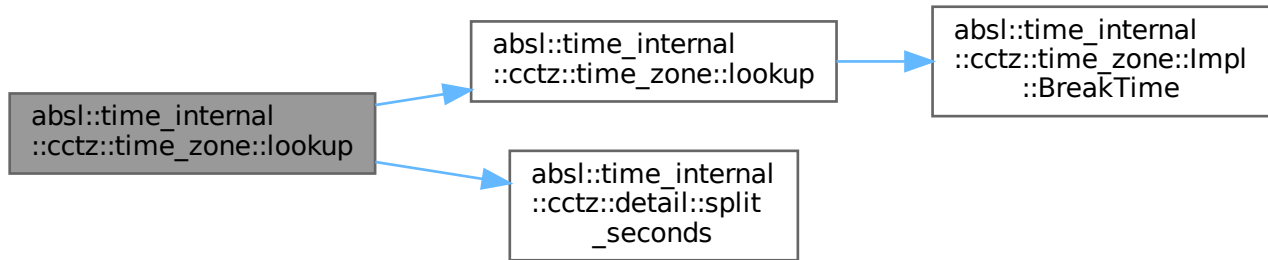 absl::time_internal
::cctz::time_zone::lookup
absl::time_internal
::cctz::time_zone::lookup
absl::time_internal
::cctz::time_zone::Impl
::BreakTime
absl::time_internal
::cctz::detail::split
_seconds